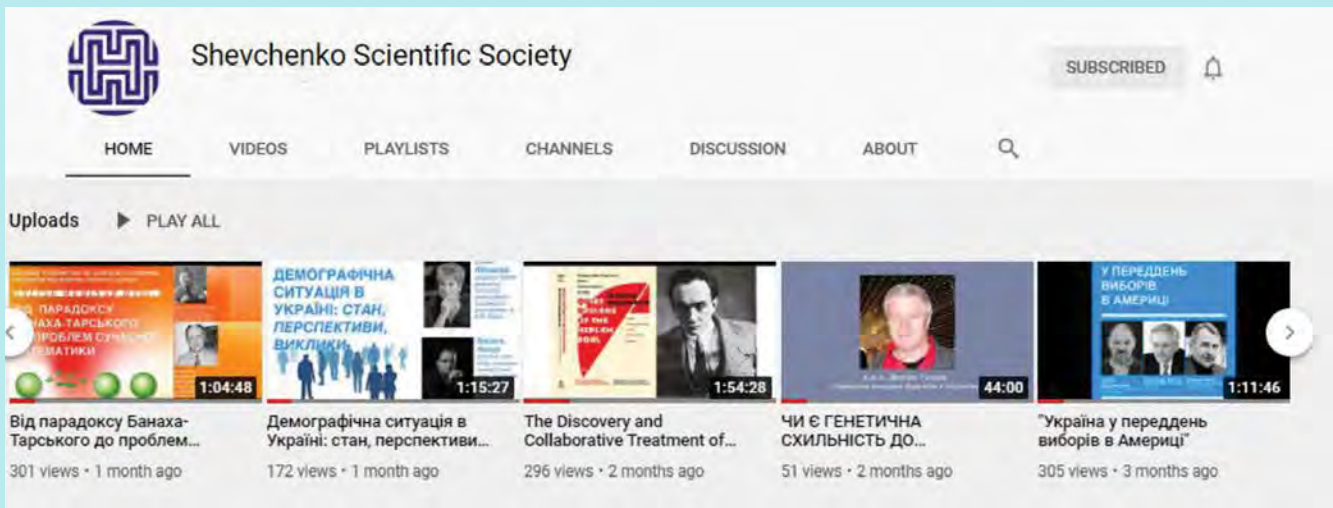 Shevchenko Scientific Society
SUBSCRIBED
HOME VIDEOS PLAYLISTS CHANNELS DISCUSSION ABOUT
Uploads PLAY ALL
ПАРАДОКСУ
ТАРСЬКОГО
1:04:48
ДЕМОГРАФІЧНА
СИТУАЦІЯ В
УКРАЇНІ: СТАН,
ПЕРСПЕКТИВИ,
ВИКЛИКИ
1:15:27
OF THE
1:54:28
44:00
У ПЕРЕДДЕНЬ
ВИБОРІВ
В АМЕРИЦІ
1:11:46
Від парадоксу Банаха-
Тарського до проблем...
301 views • 1 month ago
Демографічна ситуація в
Україні: стан, перспективи...
172 views • 1 month ago
The Discovery and
Collaborative Treatment of...
296 views • 2 months ago
ЧИ Є ГЕНЕТИЧНА
СХИЛЬНІСТЬ ДО...
51 views • 2 months ago
"Україна у переддень
виборів в Америці"
305 views • 3 months ago